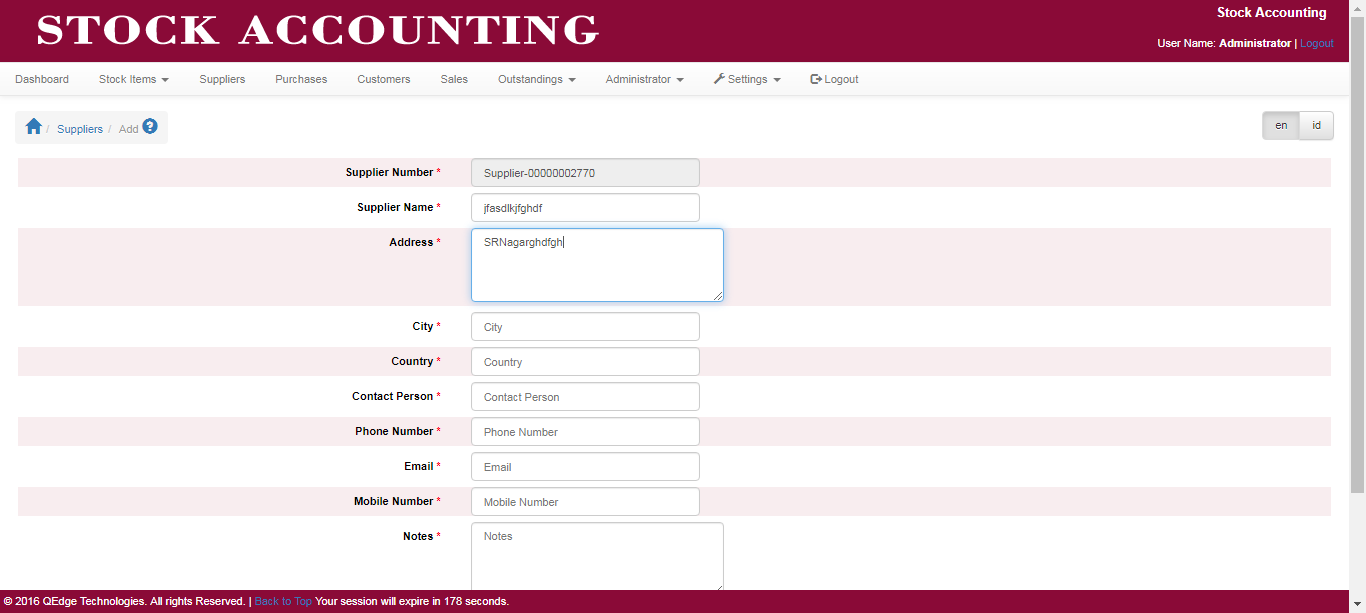 STOCK ACCOUNTING
Stock Accounting
User Name: Administrator | Logout
Dashboard Stock Items Suppliers Purchases Customers Sales Outstandings Administrator Settings Logout
/ Suppliers / Add ?
en id
Supplier Number * Supplier-00000002770
Supplier Name * jfasdlkjfghdf
Address * SRNagarghdfgh
City * City
Country * Country
Contact Person * Contact Person
Phone Number * Phone Number
Email * Email
Mobile Number * Mobile Number
Notes * Notes
© 2016 QEdge Technologies. All rights Reserved. | Back to Top Your session will expire in 178 seconds.